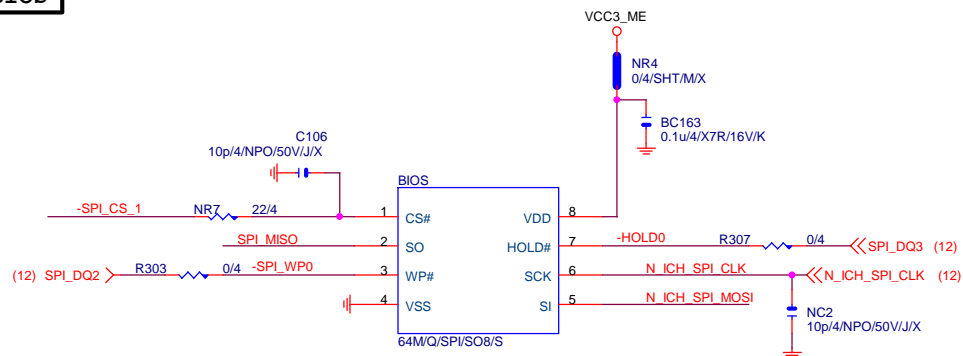 VCC3_ME
NR4
0/4/SHT/M/X
BC163
0.1u/4/X7R/16V/K
C106
10p/4/NPO/50V/J/X
BIOS
-SPI_CS_1 NR7 22/4 1 CS# VDD 8
SPI_MISO 2 SO HOLD# 7 -HOLD0 R307 0/4 SPI_DQ3 (12)
(12) SPI_DQ2 R303 0/4 -SPI_WP0 3 WP# SCK 6 N_ICH_SPI_CLK N_ICH_SPI_CLK (12)
4 VSS SI 5 N_ICH_SPI_MOSI
NC2
10p/4/NPO/50V/J/X
64M/Q/SPI/SO8/S